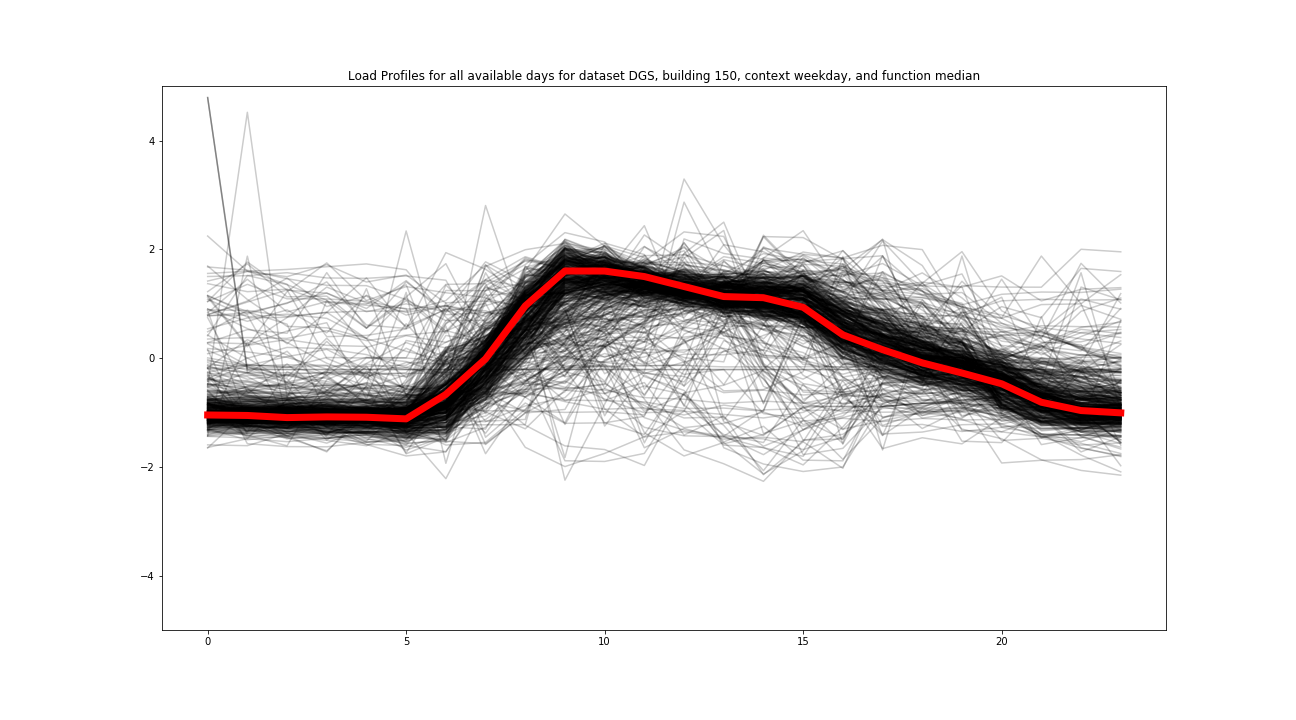 Load Profiles for all available days for dataset DGS, building 150, context weekday, and function median
4
2
0
−2
−4
0 5 10 15 20